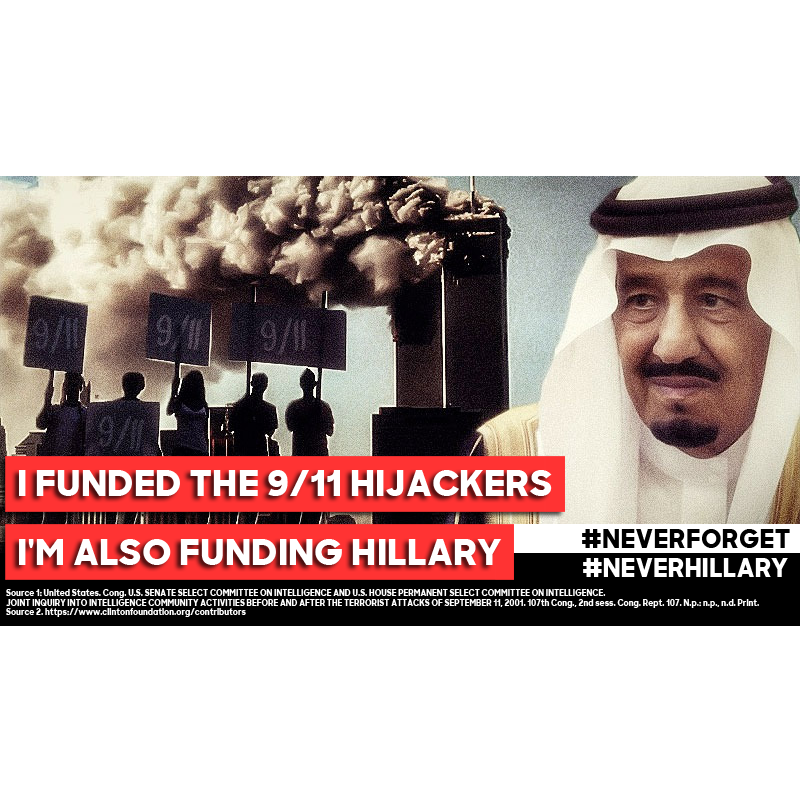 9/11
9/11
9/11
9/11
I FUNDED THE 9/11 HIJACKERS
I'M ALSO FUNDING HILLARY
#NEVERFORGET
#NEVERHILLARY
Source 1: United States. Cong. U.S. SENATE SELECT COMMITTEE ON INTELLIGENCE AND U.S. HOUSE PERMANENT SELECT COMMITTEE ON INTELLIGENCE.
JOINT INQUIRY INTO INTELLIGENCE COMMUNITY ACTIVITIES BEFORE AND AFTER THE TERRORIST ATTACKS OF SEPTEMBER 11, 2001. 107th Cong., 2nd sess. Cong. Rept. 107. N.p.: n.p., n.d. Print.
Source 2. https://www.clintonfoundation.org/contributors